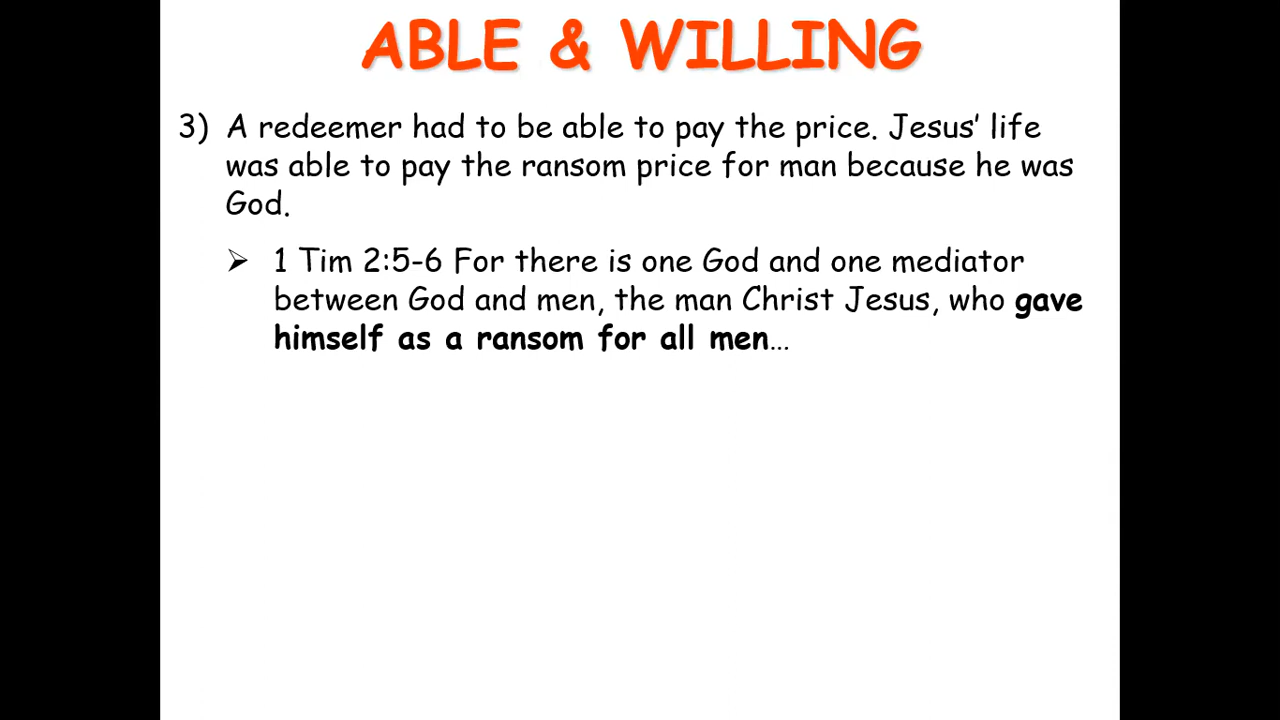 ABLE & WILLING
3) A redeemer had to be able to pay the price. Jesus’ life
was able to pay the ransom price for man because he was
God.
➢ 1 Tim 2:5-6 For there is one God and one mediator
between God and men, the man Christ Jesus, who gave
himself as a ransom for all men…